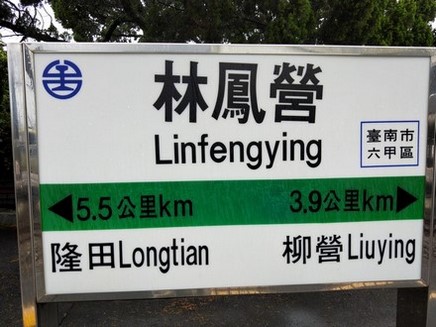 林鳳營
Linfengying
臺南市
六甲區
5.5公里km
3.9公里km
隆田Longtian
柳營Liuying